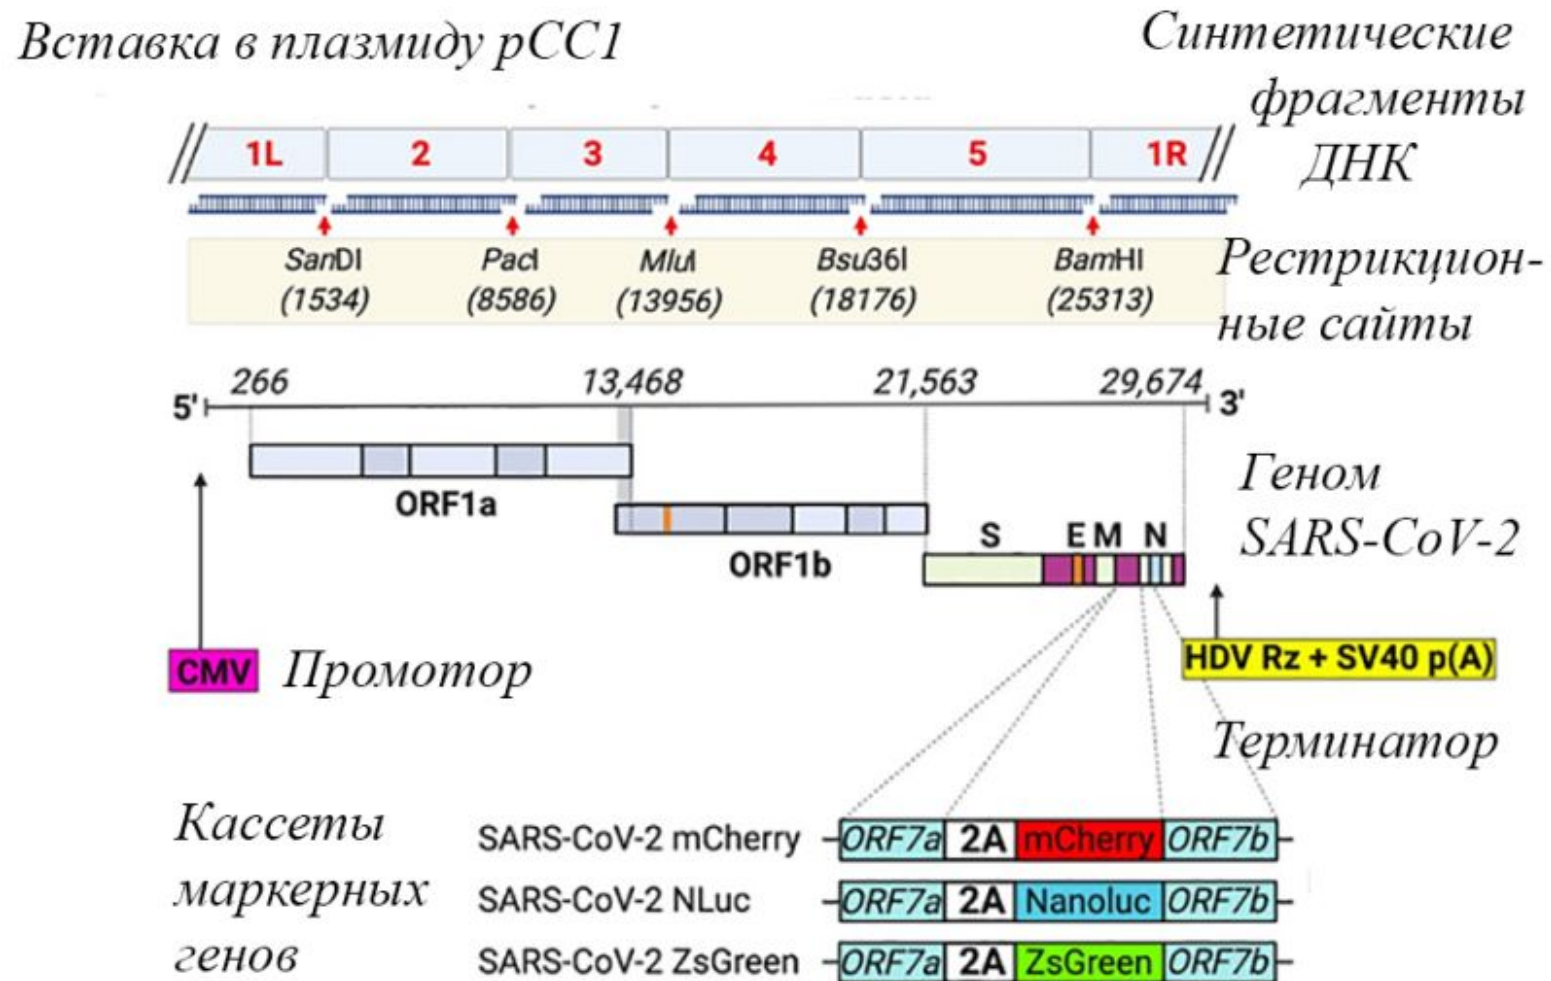 Вставка в плазмиду pCC1
Синтетические
фрагменты
ДНК
1L 2 3 4 5 1R
SanDI PacI MluI Bsu36I BamHI
(1534) (8586) (13956) (18176) (25313)
Рестрикцион-
ные сайты
266 13,468 21,563 29,674
5' 3'
ORF1a
ORF1b
S E M N
Геном
SARS-CoV-2
CMV Промотор
HDV Rz + SV40 p(A)
Терминатор
Кассеты
маркерных
генов
SARS-CoV-2 mCherry ORF7a 2A mCherry ORF7b
SARS-CoV-2 NLuc ORF7a 2A Nanoluc ORF7b
SARS-CoV-2 ZsGreen ORF7a 2A ZsGreen ORF7b